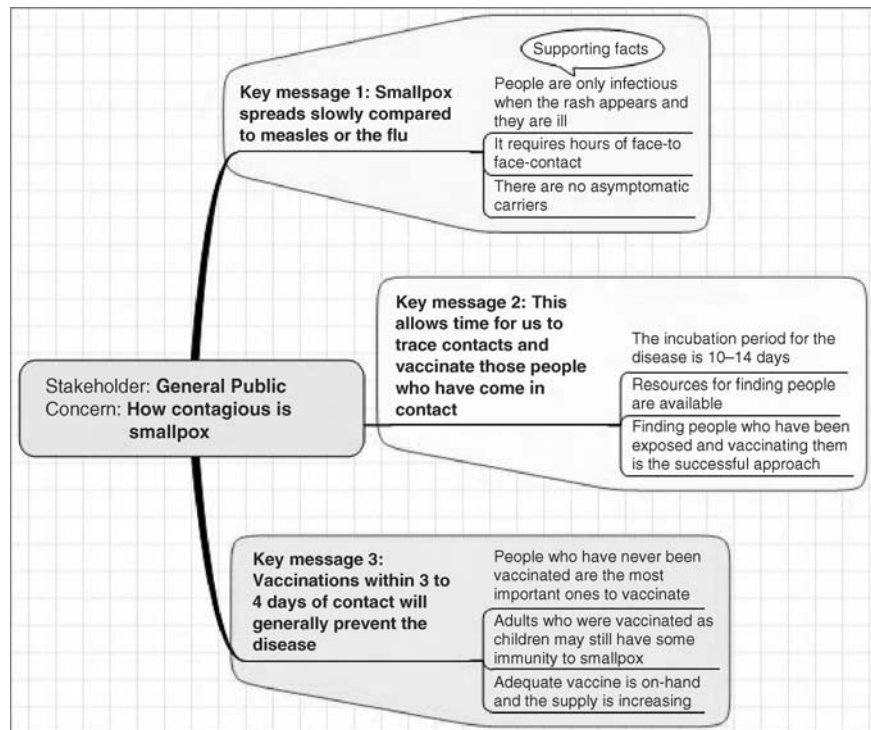 Supporting facts
Key message 1: Smallpox
spreads slowly compared
to measles or the flu
People are only infectious
when the rash appears and
they are ill
It requires hours of face-to
face-contact
There are no asymptomatic
carriers
Key message 2: This
allows time for us to
trace contacts and
vaccinate those people
who have come in
contact
The incubation period for the
disease is 10–14 days
Resources for finding people
are available
Finding people who have been
exposed and vaccinating them
is the successful approach
Stakeholder: General Public
Concern: How contagious is
smallpox
Key message 3:
Vaccinations within 3 to
4 days of contact will
generally prevent the
disease
People who have never been
vaccinated are the most
important ones to vaccinate
Adults who were vaccinated as
children may still have some
immunity to smallpox
Adequate vaccine is on-hand
and the supply is increasing